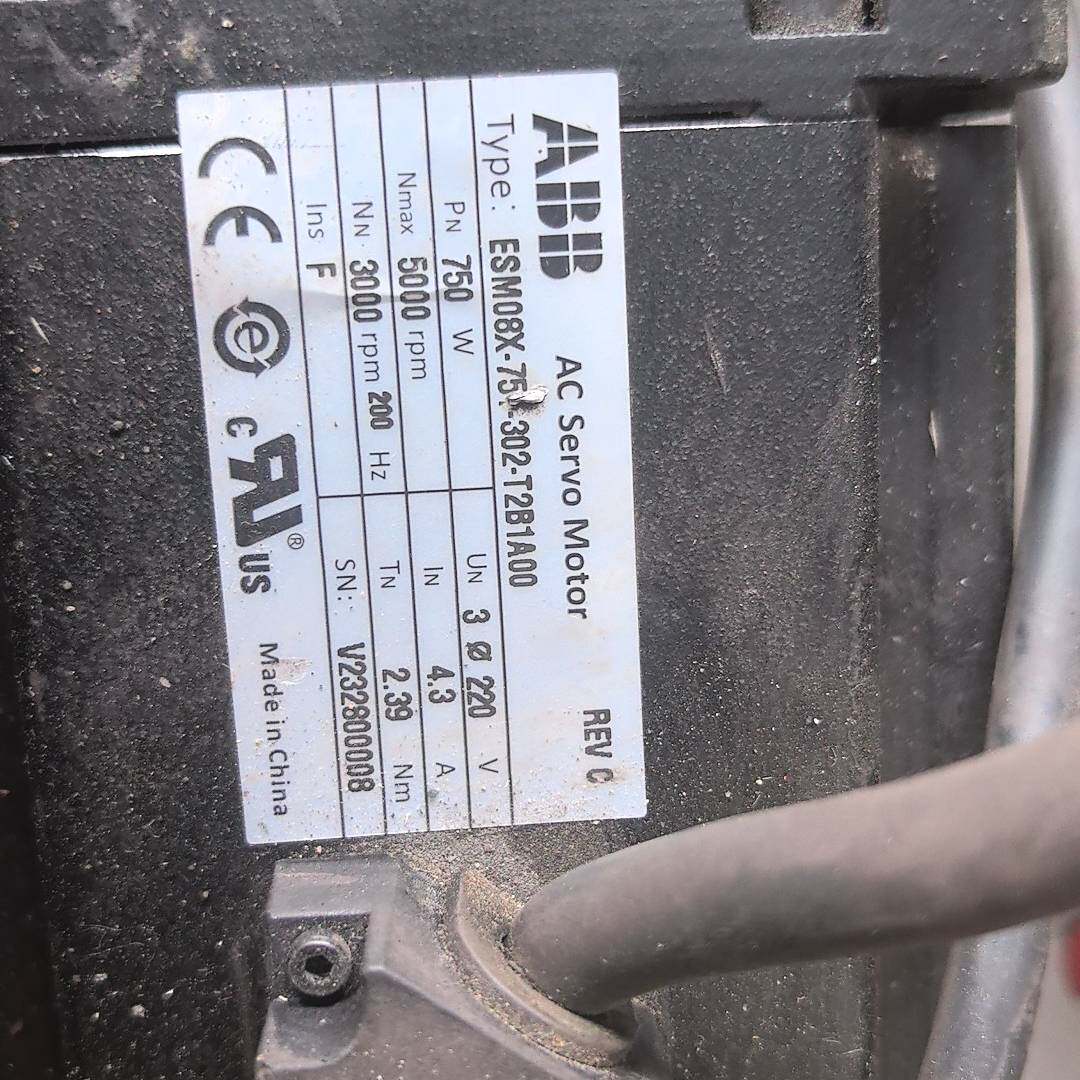 ABB AC Servo Motor REV C
Type: ESM08X-75 -302-T2B1A00
PN 750 W UN 3 Ø 220 V
Nmax 5000 rpm IN 4.3 A
NN 3000 rpm 200 Hz TN 2.39 Nm
Ins F SN: V232800008
CE e c RU ® US Made in China